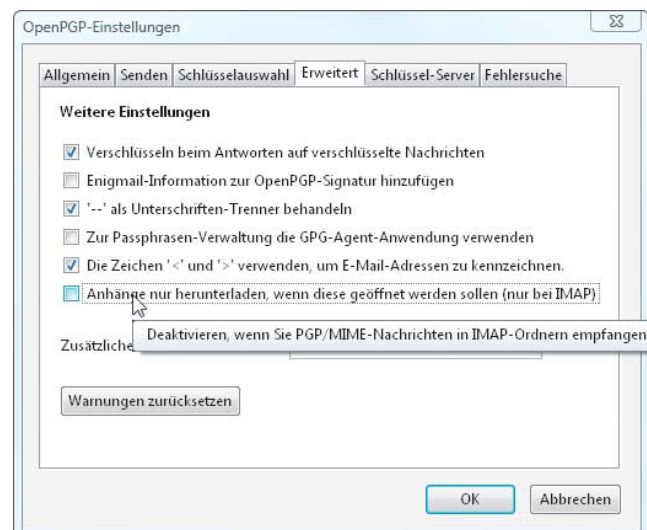 OpenPGP-Einstellungen
Allgemein Senden Schlüsselauswahl Erweitert Schlüssel-Server Fehlersuche
Weitere Einstellungen
Verschlüsseln beim Antworten auf verschlüsselte Nachrichten
Enigmail-Information zur OpenPGP-Signatur hinzufügen
'--' als Unterschriften-Trenner behandeln
Zur Passphrasen-Verwaltung die GPG-Agent-Anwendung verwenden
Die Zeichen '<' und '>' verwenden, um E-Mail-Adressen zu kennzeichnen.
Anhänge nur herunterladen, wenn diese geöffnet werden sollen (nur bei IMAP)
Deaktivieren, wenn Sie PGP/MIME-Nachrichten in IMAP-Ordnern empfangen
Zusätzliche
Warnungen zurücksetzen
OK Abbrechen